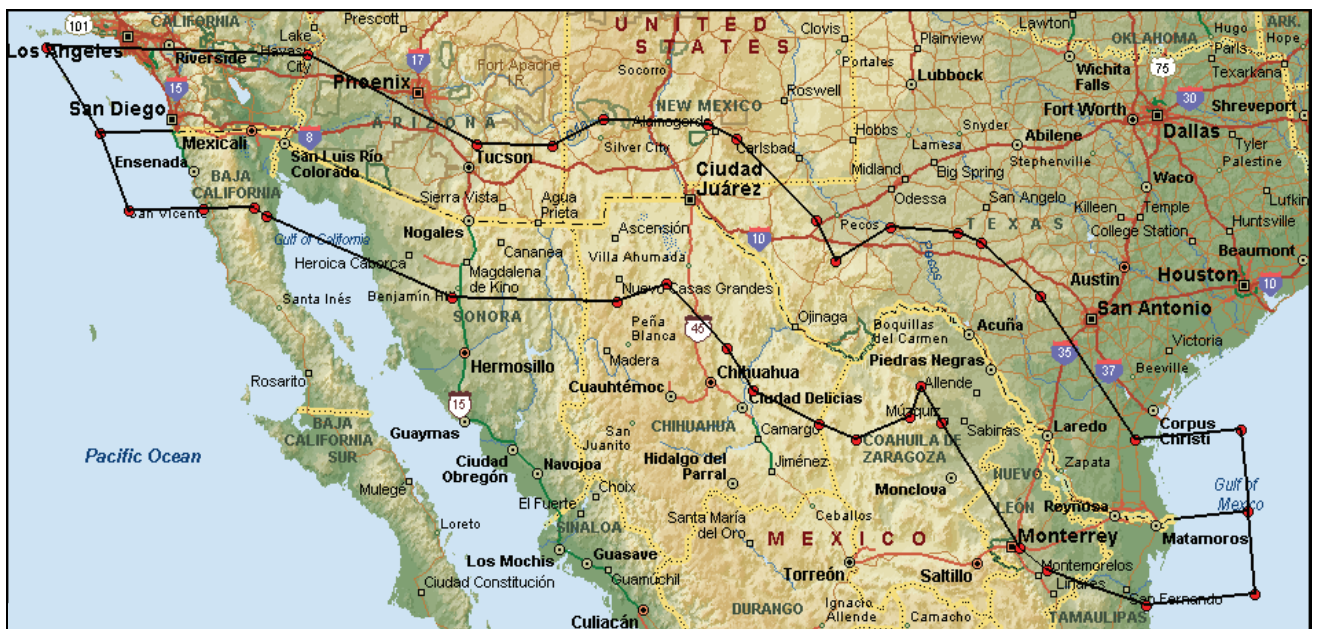 101
CALIFORNIA
Los Angeles
Riverside
Lake
Havasu
City
Prescott
17
Phoenix
Fort Apache
I.R
UNITED
STATES
Socorro
Clovis
Portales
Plainview
Lubbock
Roswell
Lawton
OKLAHOMA
Hugo
Paris
ARK.
Hope
Wichita
Falls
75
Texarkana
15
San Diego
ARIZONA
NEW MEXICO
Alamogordo
Silver City
Carlsbad
Hobbs
Lamesa
Snyder
Abilene
Stephenville
Fort Worth
30
Dallas
Shreveport
Tyler
Palestine
Mexicali
8
San Luis Río
Colorado
Ensenada
BAJA
CALIFORNIA
San Vicent
Tucson
Sierra Vista
Agua
Prieta
Ciudad
Juárez
Midland
Big Spring
Odessa
San Angelo
Waco
Killeen
Temple
College Station
Lufkin
Huntsville
Beaumont
Gulf of California
Heroica Caborca
Nogales
Cananea
Magdalena
de Kino
Benjamin Hill
SONORA
Ascensión
Villa Ahumada
Nuevo Casas Grandes
10
Pecos
Pecos
TEXAS
Austin
Houston
10
San Antonio
Santa Inés
Peña
Blanca
Madera
45
Ojinaga
Boquillas
del Carmen
Acuña
Piedras Negras
35
37
Victoria
Beeville
Rosarito
Hermosillo
15
Guaymas
Cuauhtémoc
Chihuahua
Ciudad Delicias
CHIHUAHUA
Camargo
Allende
Múzquiz
Sabinas
COAHUILA DE
ZARAGOZA
Laredo
Corpus
Christi
BAJA
CALIFORNIA
SUR
Pacific Ocean
Ciudad
Obregón
Navojoa
San
Juanito
Hidalgo del
Parral
Jiménez
Monclova
NUEVO
LEÓN
Zapata
Gulf of
Mexico
Mulegé
El Fuerte
Choix
SINALOA
Santa María
del Oro
Ceballos
MEXICO
Reynosa
Matamoros
Loreto
Los Mochis
Guasave
Guamúchil
Torreón
Saltillo
Monterrey
Montemorelos
Linares
San Fernando
Ciudad Constitución
Culiacán
DURANGO
Ignacio
Allende
Camacho
TAMAULIPAS